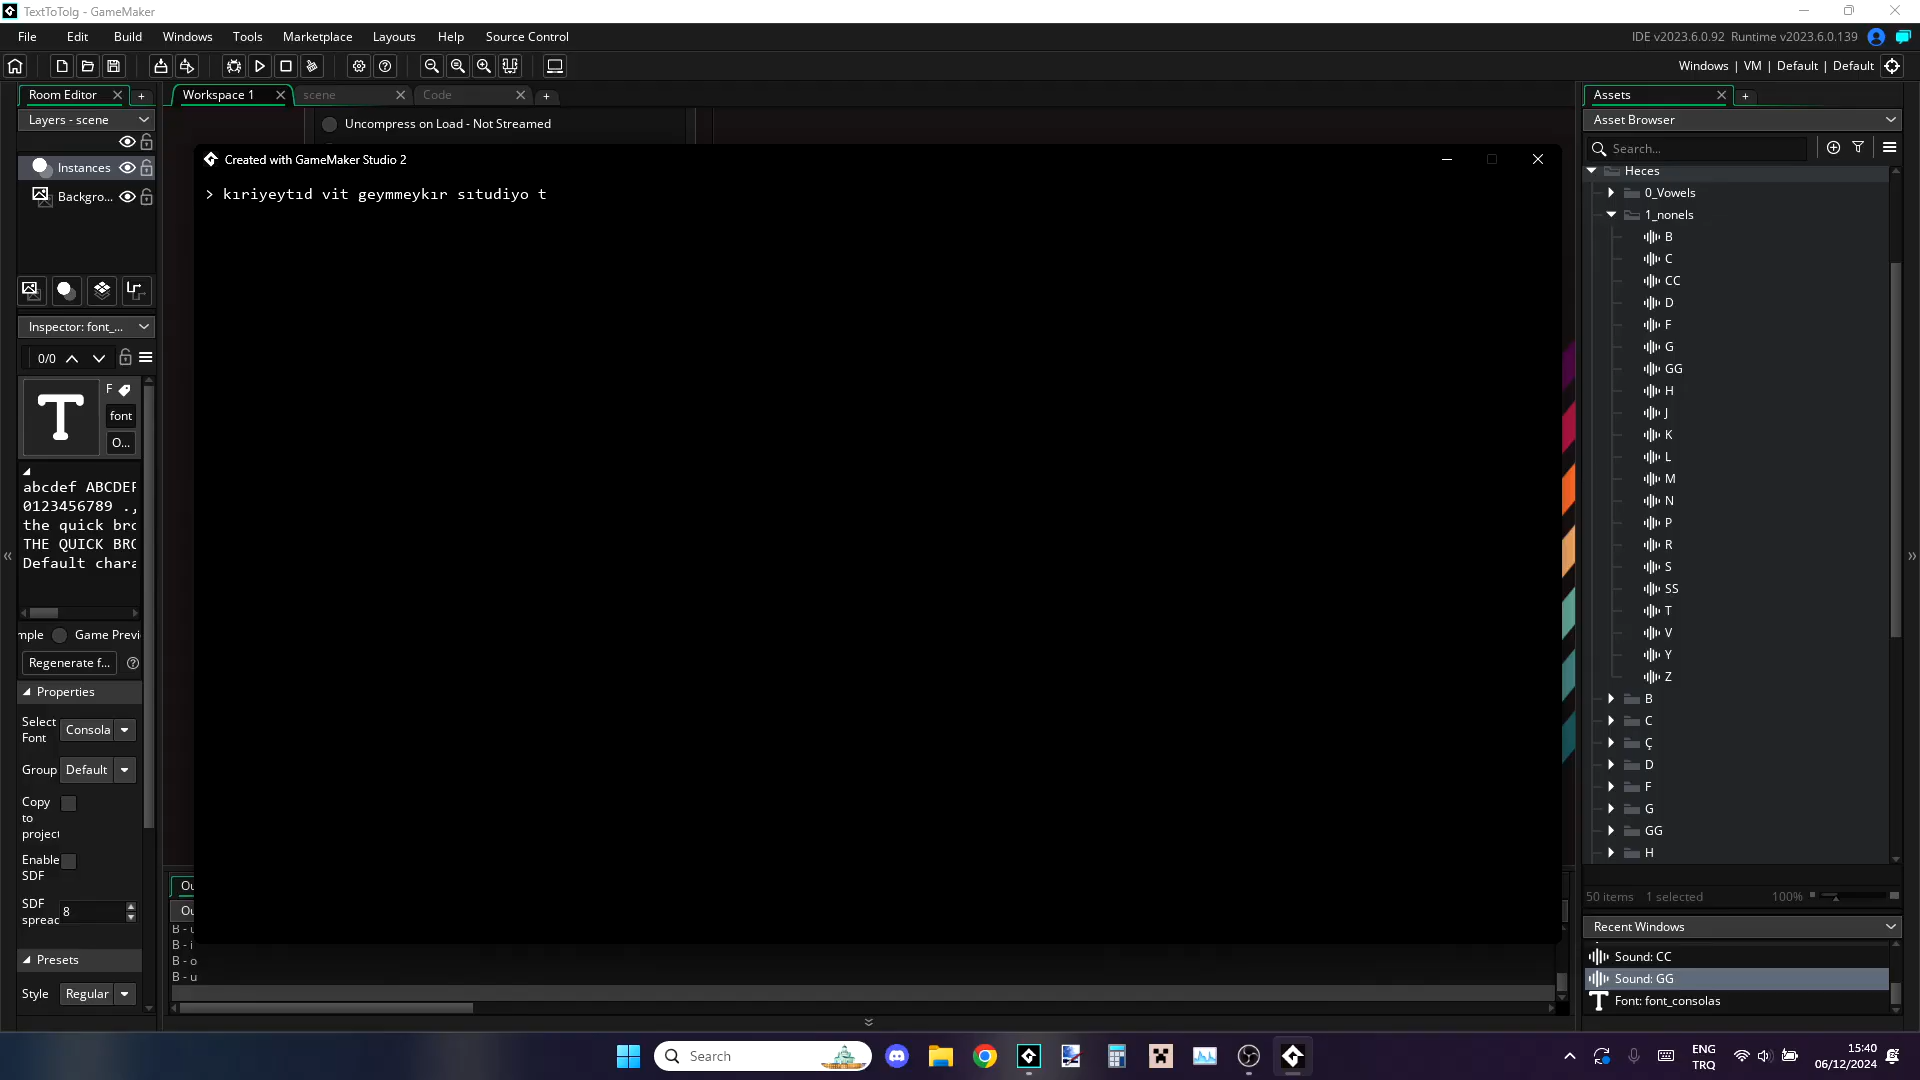 TextToTolg - GameMaker
File Edit Build Windows Tools Marketplace Layouts Help Source Control
IDE v2023.6.0.92 Runtime v2023.6.0.139
Windows | VM | Default | Default
Room Editor
Workspace 1
scene
Code
Assets
Layers - scene
Uncompress on Load - Not Streamed
Asset Browser
Search...
Instances
Backgro...
Created with GameMaker Studio 2
> kıriyeytıd vit geymmeykır sıtudiyo t
Heces
0_Vowels
1_nonels
B
C
CC
D
F
G
GG
H
J
K
L
M
N
P
R
S
SS
T
V
Y
Z
B
C
Ç
D
F
G
GG
H
Inspector: font_...
0/0
F
font
O...
abcdef ABCDEF
0123456789 .,
the quick bro
THE QUICK BRO
Default chara
mple Game Previ
Regenerate f...
Properties
Select Font Consola
Group Default
Copy to project
Enable SDF
SDF spread 8
Presets
Style Regular
Ou
Ou
B - u
B - i
B - o
B - u
50 items 1 selected 100%
Recent Windows
Sound: CC
Sound: GG
Font: font_consolas
Search
ENG
TRQ
15:40
06/12/2024